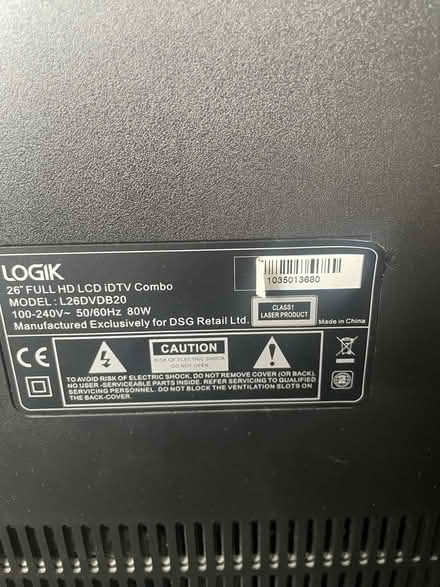 LOGIK
26" FULL HD LCD iDTV Combo
MODEL: L26DVDB20
100-240V~ 50/60Hz 80W
Manufactured Exclusively for DSG Retail Ltd.
1035013680
CLASS1
LASER PRODUCT
Made in China
CE
CAUTION
RISK OF ELECTRIC SHOCK
DO NOT OPEN
TO AVOID RISK OF ELECTRIC SHOCK, DO NOT REMOVE COVER (OR BACK).
NO USER -SERVICEABLE PARTS INSIDE. REFER SERVICING TO QUALIFIED
SERVICING PERSONNEL. DO NOT BLOCK THE VENTILATION SLOTS ON
THE BACK-COVER.